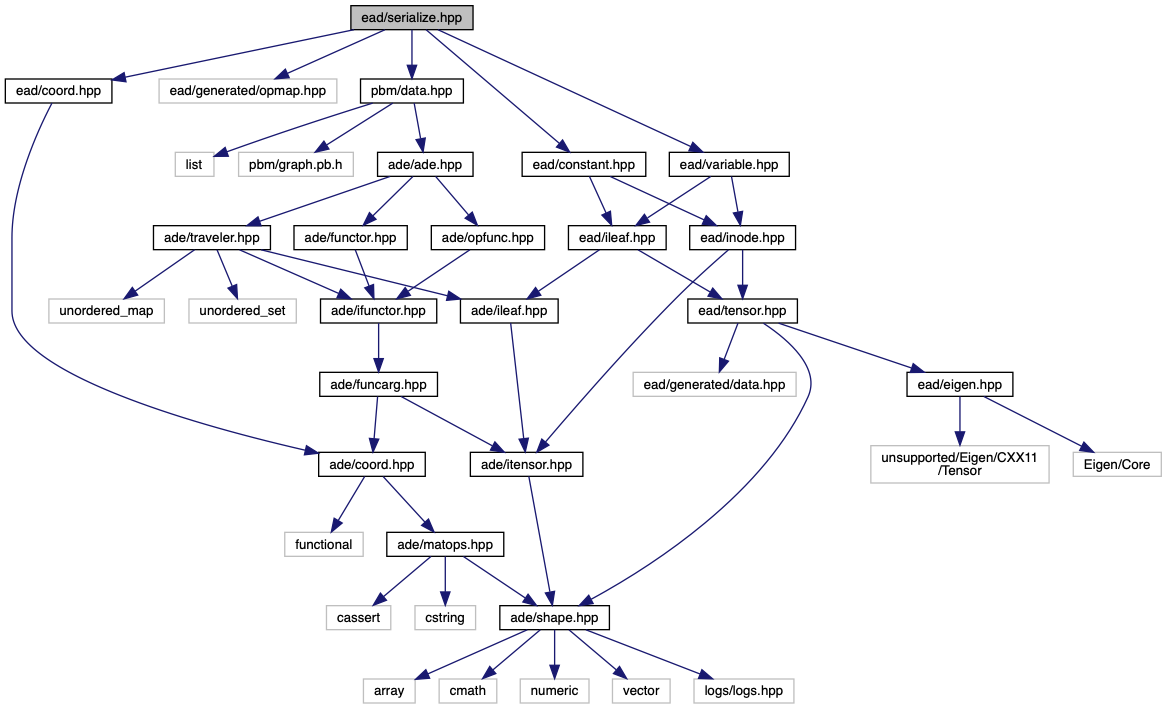 ead/serialize.hpp
ead/coord.hpp
ead/generated/opmap.hpp
pbm/data.hpp
list
pbm/graph.pb.h
ade/ade.hpp
ead/constant.hpp
ead/variable.hpp
ade/traveler.hpp
ade/functor.hpp
ade/opfunc.hpp
ead/ileaf.hpp
ead/inode.hpp
unordered_map
unordered_set
ade/ifunctor.hpp
ade/ileaf.hpp
ead/tensor.hpp
ade/funcarg.hpp
ead/generated/data.hpp
ead/eigen.hpp
ade/coord.hpp
ade/itensor.hpp
unsupported/Eigen/CXX11
/Tensor
Eigen/Core
functional
ade/matops.hpp
cassert
cstring
ade/shape.hpp
array
cmath
numeric
vector
logs/logs.hpp